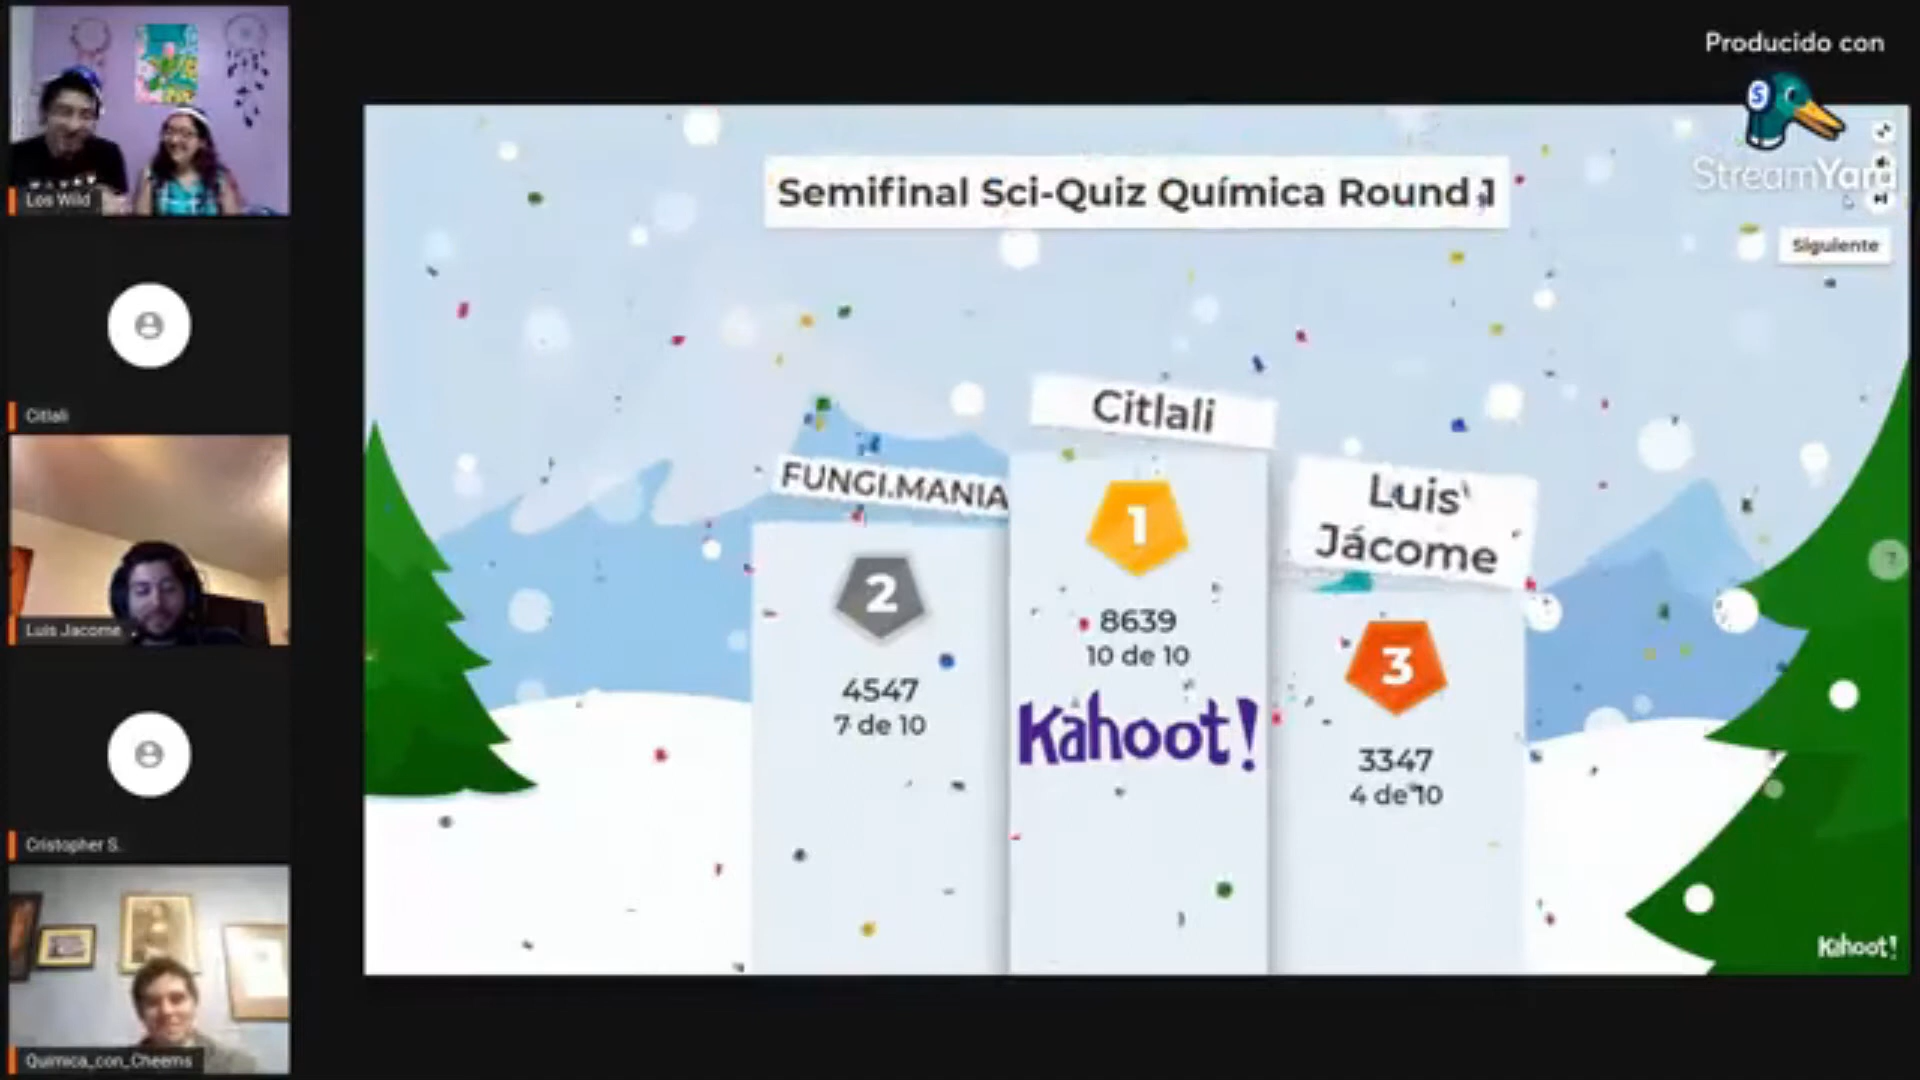 Producido con
StreamYard
Siguiente
Semifinal Sci-Quiz Química Round 1
Citlali
1
8639
10 de 10
Kahoot!
FUNGI.MANIA
2
4547
7 de 10
Luis
Jácome
3
3347
4 de 10
Kahoot!
Los Wild
Citlali
Luis Jacome
Cristopher S.
Quimica_con_Cheems